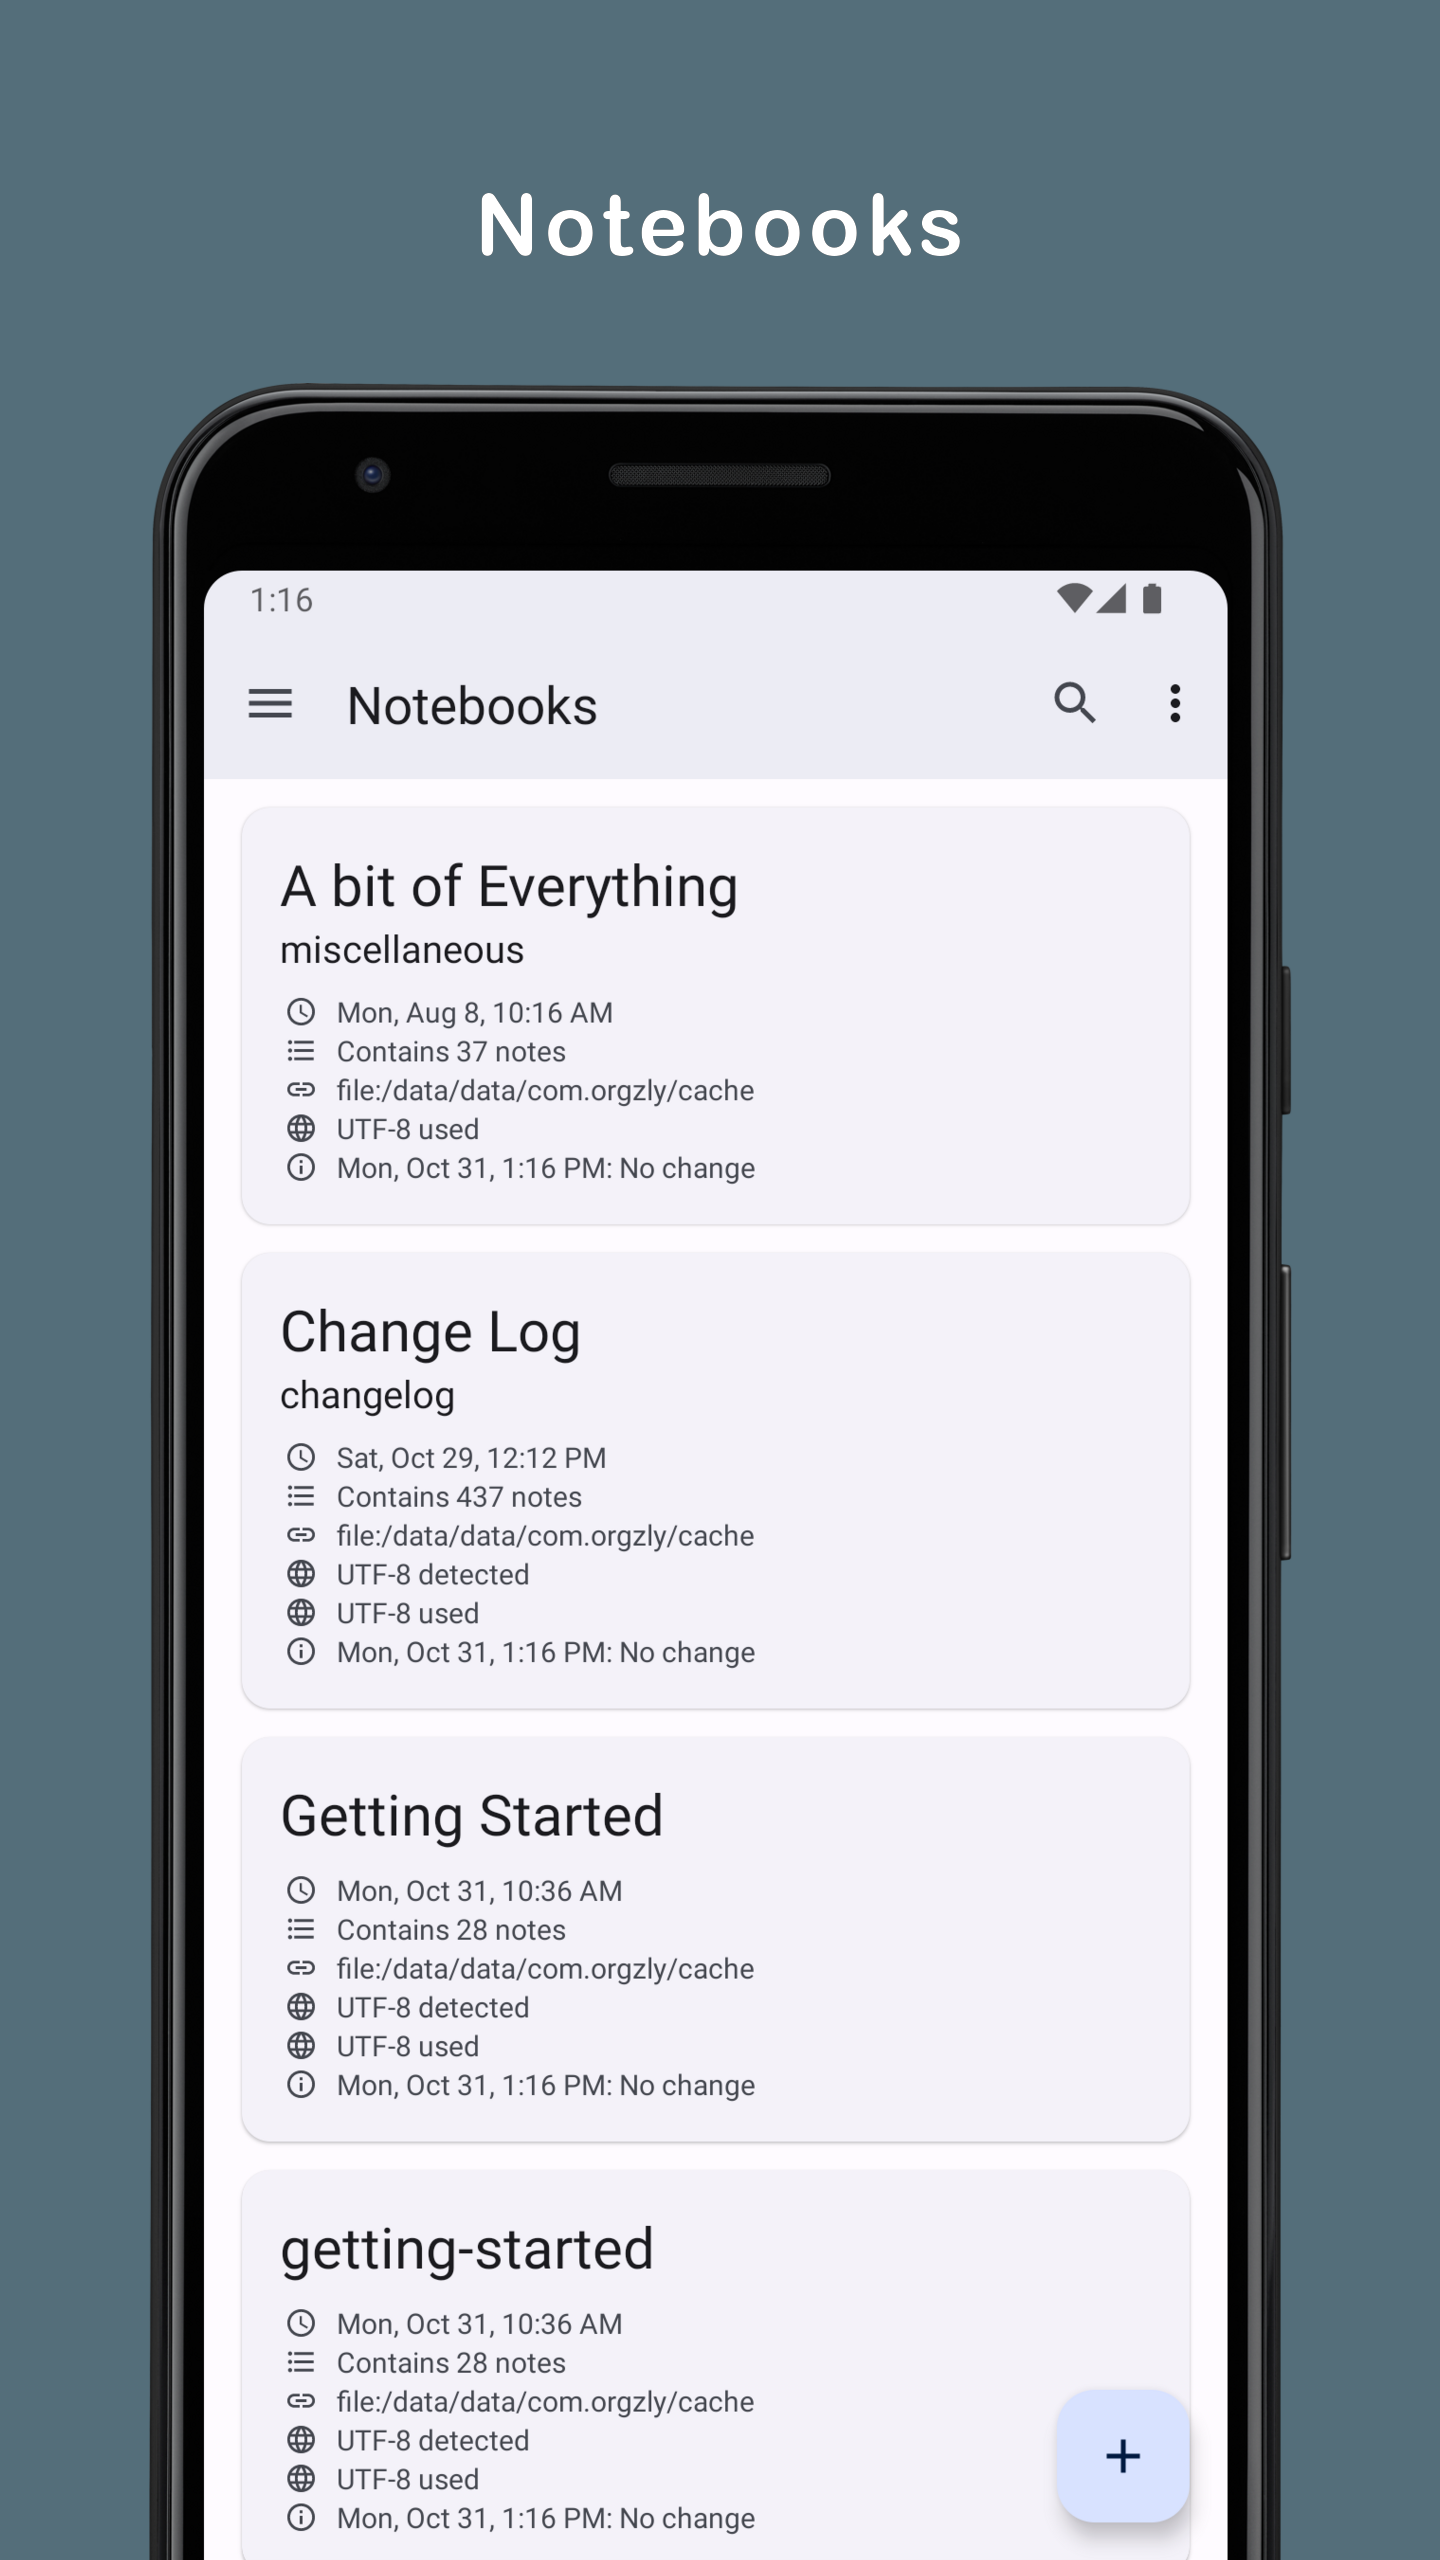 Notebooks
1:16
Notebooks
A bit of Everything
miscellaneous
Mon, Aug 8, 10:16 AM
Contains 37 notes
file:/data/data/com.orgzly/cache
UTF-8 used
Mon, Oct 31, 1:16 PM: No change
Change Log
changelog
Sat, Oct 29, 12:12 PM
Contains 437 notes
file:/data/data/com.orgzly/cache
UTF-8 detected
UTF-8 used
Mon, Oct 31, 1:16 PM: No change
Getting Started
Mon, Oct 31, 10:36 AM
Contains 28 notes
file:/data/data/com.orgzly/cache
UTF-8 detected
UTF-8 used
Mon, Oct 31, 1:16 PM: No change
getting-started
Mon, Oct 31, 10:36 AM
Contains 28 notes
file:/data/data/com.orgzly/cache
UTF-8 detected
UTF-8 used
Mon, Oct 31, 1:16 PM: No change